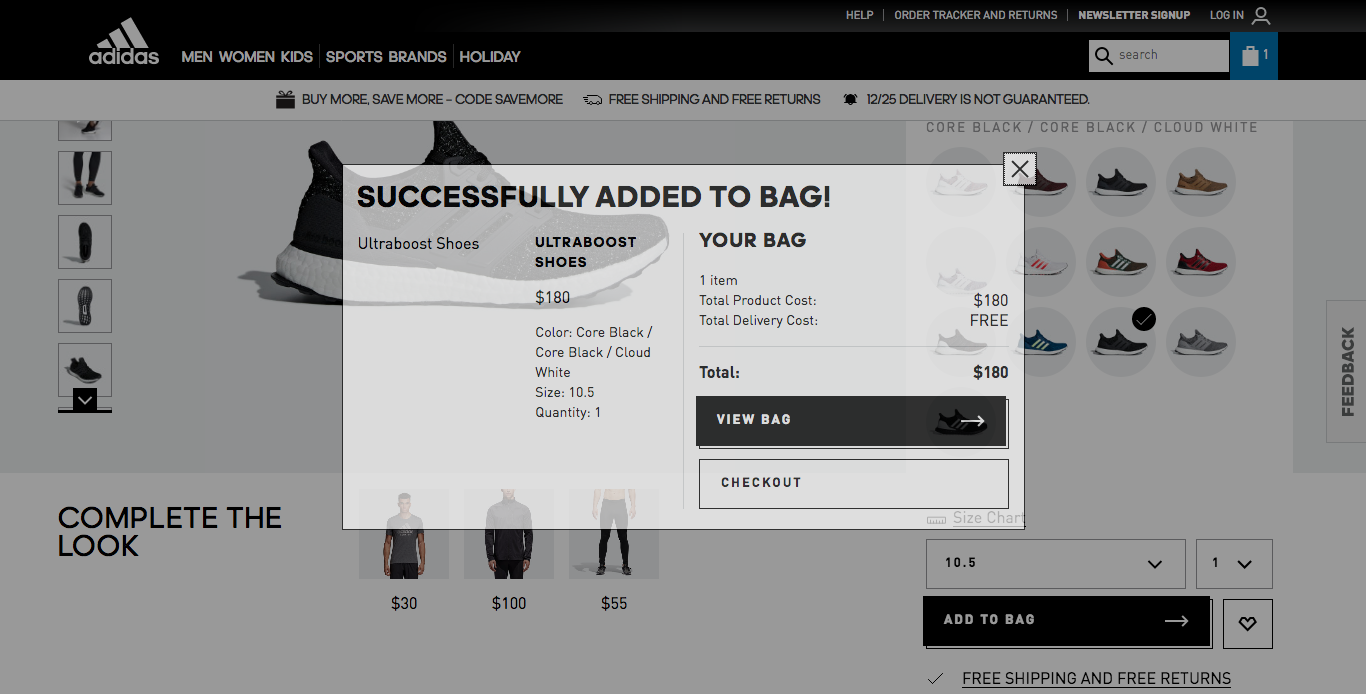 HELP
ORDER TRACKER AND RETURNS
NEWSLETTER SIGNUP
LOG IN
adidas
MEN WOMEN KIDS SPORTS BRANDS HOLIDAY
search
1
BUY MORE, SAVE MORE – CODE SAVEMORE
FREE SHIPPING AND FREE RETURNS
12/25 DELIVERY IS NOT GUARANTEED.
CORE BLACK / CORE BLACK / CLOUD WHITE
SUCCESSFULLY ADDED TO BAG!
Ultraboost Shoes
ULTRABOOST
SHOES
$180
Color: Core Black /
Core Black / Cloud
White
Size: 10.5
Quantity: 1
YOUR BAG
1 item
Total Product Cost: $180
Total Delivery Cost: FREE
Total: $180
VIEW BAG
CHECKOUT
FEEDBACK
COMPLETE THE
LOOK
$30
$100
$55
Size Chart
10.5
1
ADD TO BAG
FREE SHIPPING AND FREE RETURNS